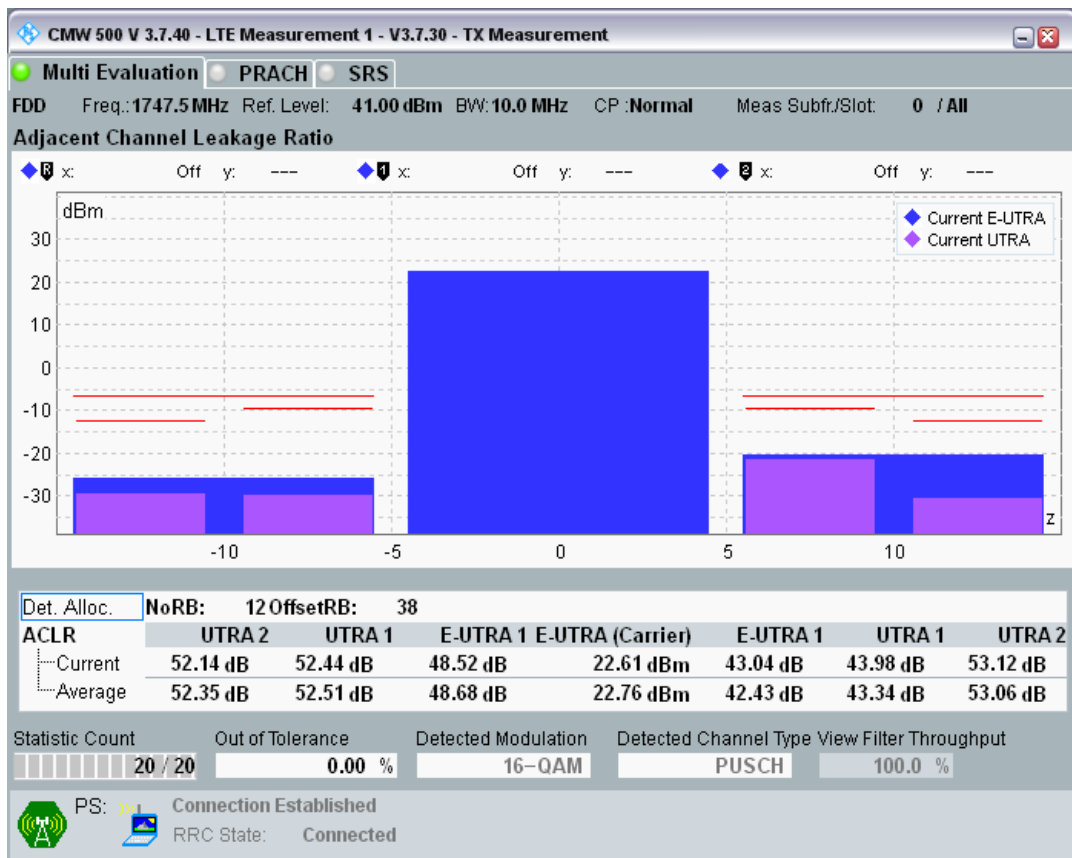 CMW 500 V 3.7.40 - LTE Measurement 1 - V3.7.30 - TX Measurement
Multi Evaluation PRACH SRS
FDD Freq.: 1747.5 MHz Ref. Level: 41.00 dBm BW: 10.0 MHz CP : Normal Meas Subfr./Slot: 0 / All
Adjacent Channel Leakage Ratio
R x: Off y: --- 1 x: Off y: --- 2 x: Off y: ---
dBm
Current E-UTRA
Current UTRA
30
20
10
0
-10
-20
-30
z
-10 -5 0 5 10
Det. Alloc. NoRB: 12 OffsetRB: 38
ACLR UTRA 2 UTRA 1 E-UTRA 1 E-UTRA (Carrier) E-UTRA 1 UTRA 1 UTRA 2
Current 52.14 dB 52.44 dB 48.52 dB 22.61 dBm 43.04 dB 43.98 dB 53.12 dB
Average 52.35 dB 52.51 dB 48.68 dB 22.76 dBm 42.43 dB 43.34 dB 53.06 dB
Statistic Count Out of Tolerance Detected Modulation Detected Channel Type View Filter Throughput
20 / 20 0.00 % 16-QAM PUSCH 100.0 %
PS: Connection Established
RRC State: Connected